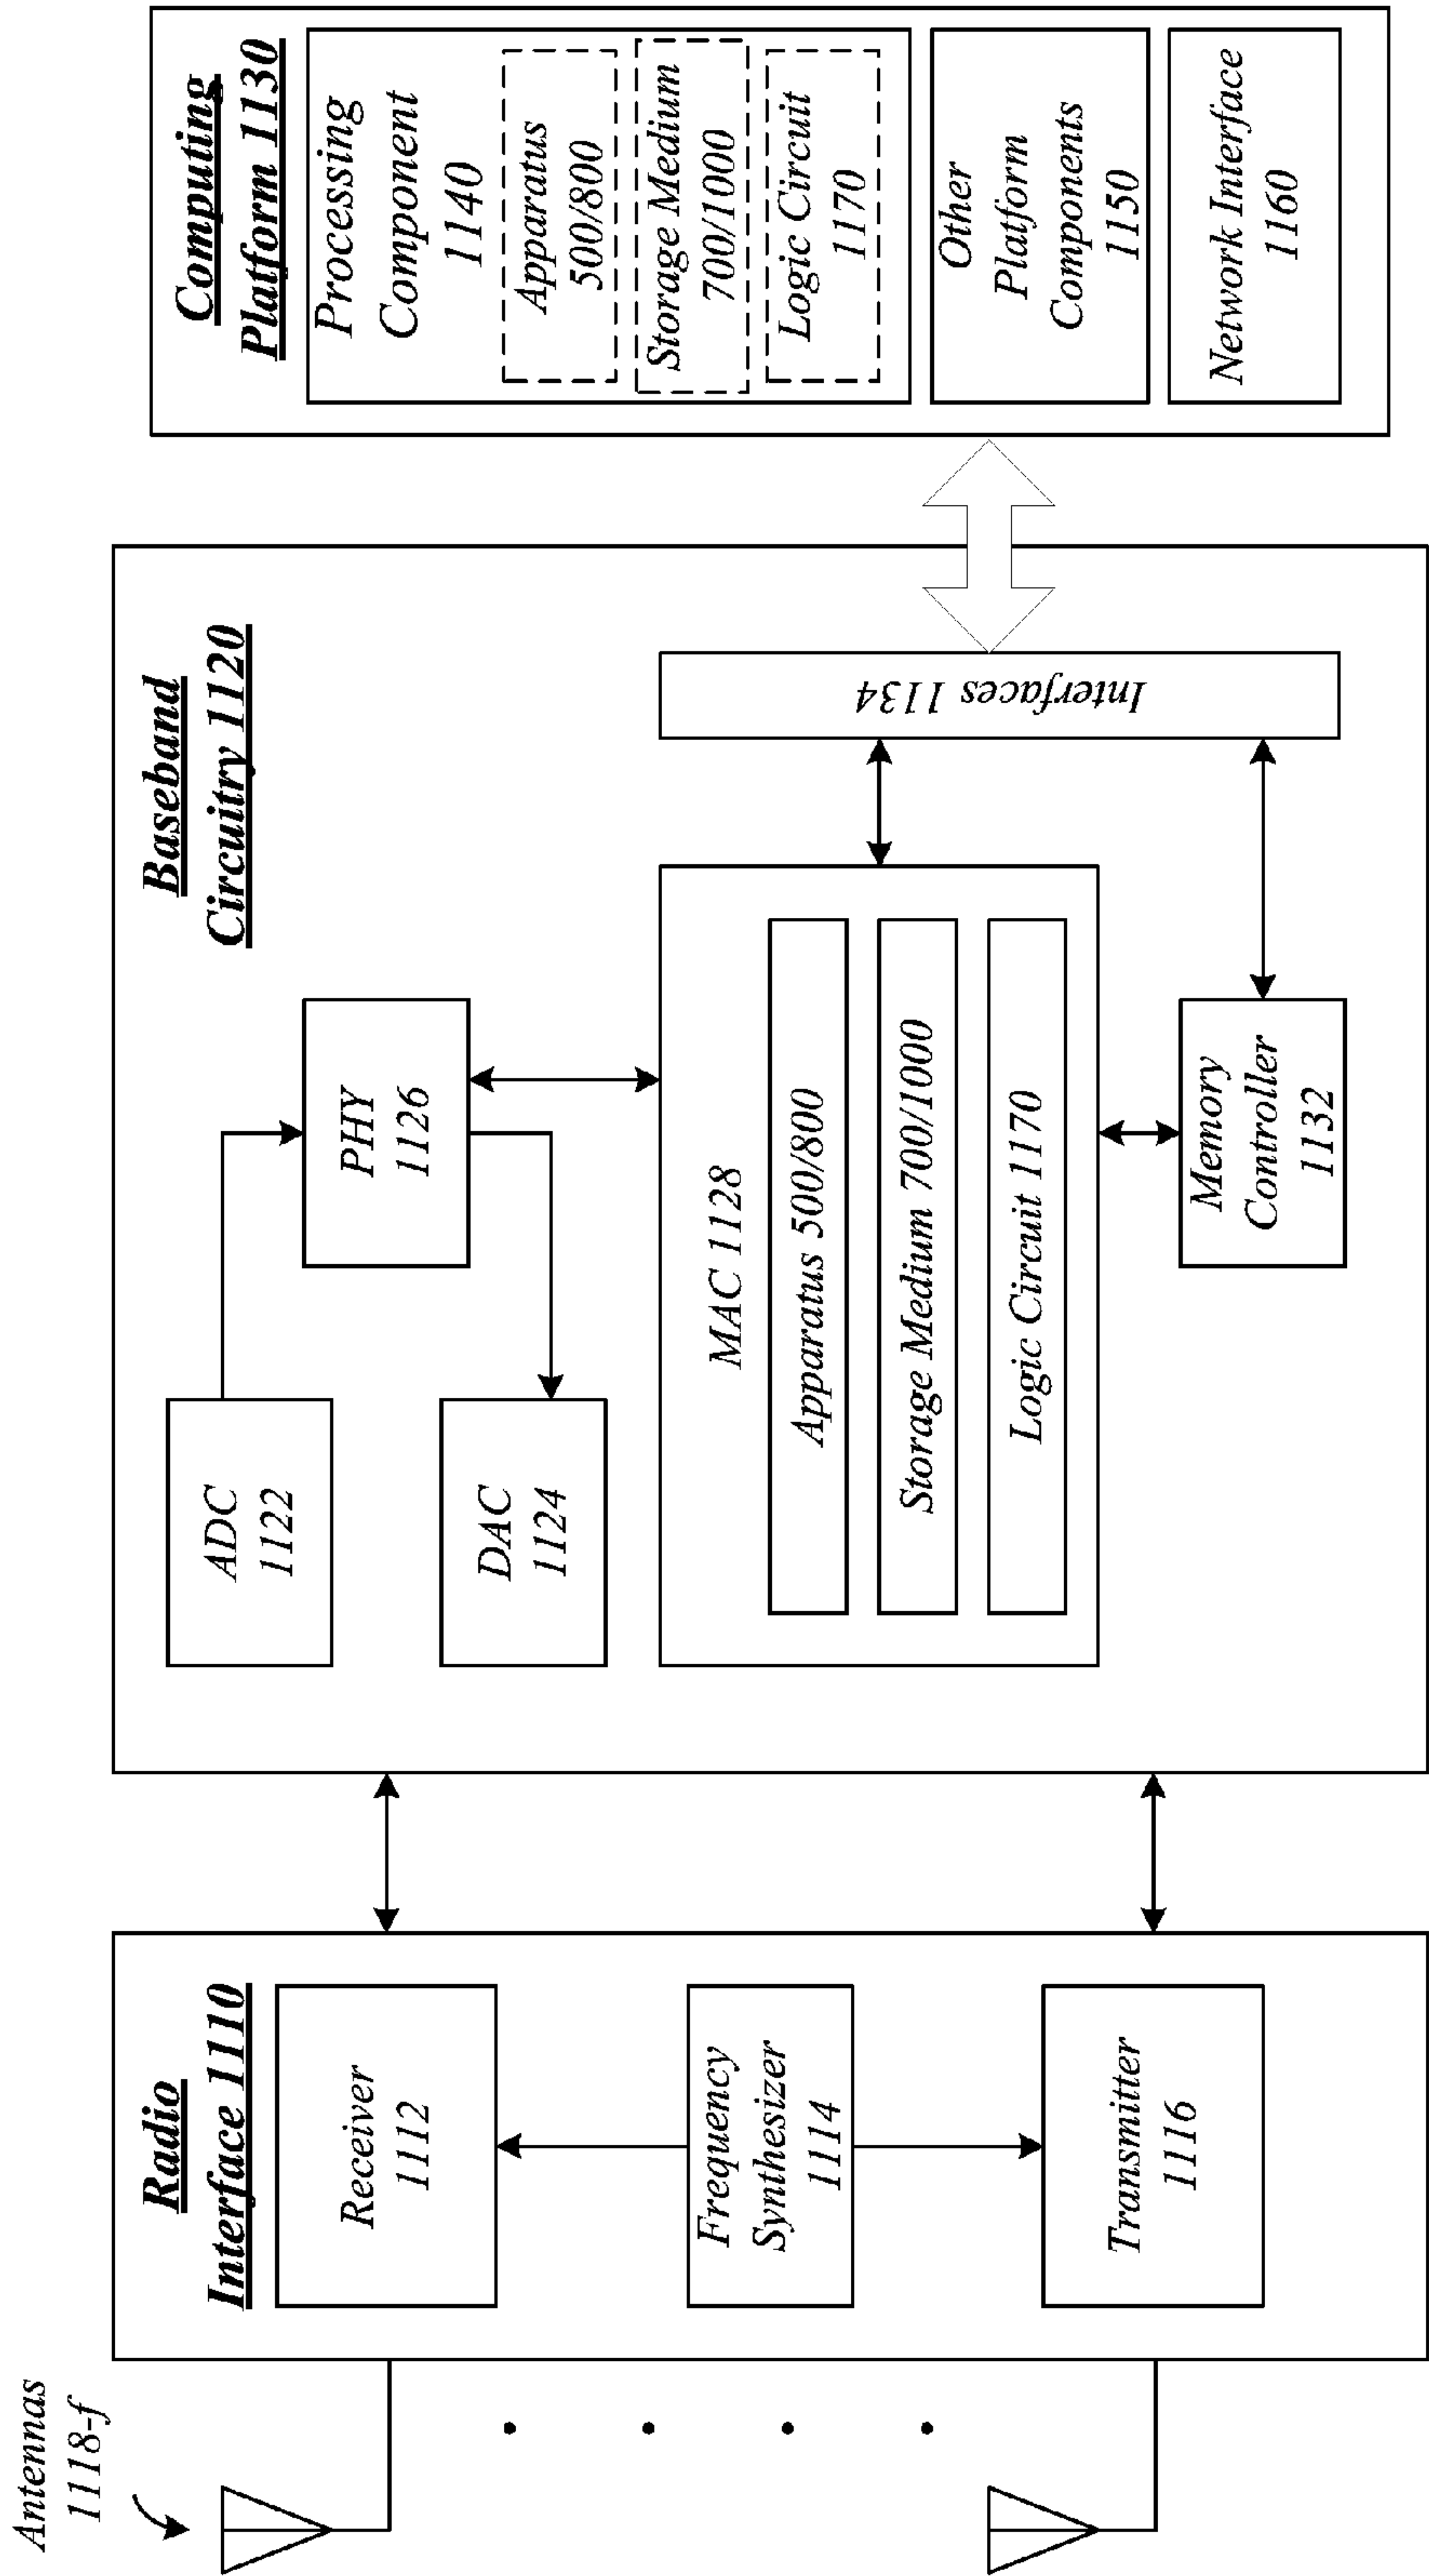 Antennas
1118-f
Radio
Interface 1110
Receiver
1112
Frequency
Synthesizer
1114
Transmitter
1116
Baseband
Circuitry 1120
ADC
1122
DAC
1124
PHY
1126
MAC 1128
Apparatus 500/800
Storage Medium 700/1000
Logic Circuit 1170
Memory
Controller
1132
Interfaces 1134
Computing
Platform 1130
Processing
Component
1140
Apparatus
500/800
Storage Medium
700/1000
Logic Circuit
1170
Other
Platform
Components
1150
Network Interface
1160